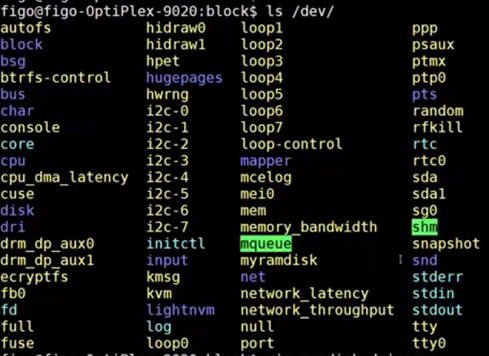 figo@figo-OptiPlex-9020:block$ ls /dev/
autofs hidraw0 loop1 ppp
block hidraw1 loop2 psaux
bsg hpet loop3 ptmx
btrfs-control hugepages loop4 ptp0
bus hwrng loop5 pts
char i2c-0 loop6 random
console i2c-1 loop7 rfkill
core i2c-2 loop-control rtc
cpu i2c-3 mapper rtc0
cpu_dma_latency i2c-4 mcelog sda
cuse i2c-5 mei0 sda1
disk i2c-6 mem sg0
dri i2c-7 memory_bandwidth shm
drm_dp_aux0 initctl mqueue snapshot
drm_dp_aux1 input myramdisk snd
ecryptfs kmsg net stderr
fb0 kvm network_latency stdin
fd lightnvm network_throughput stdout
full log null tty
fuse loop0 port tty0